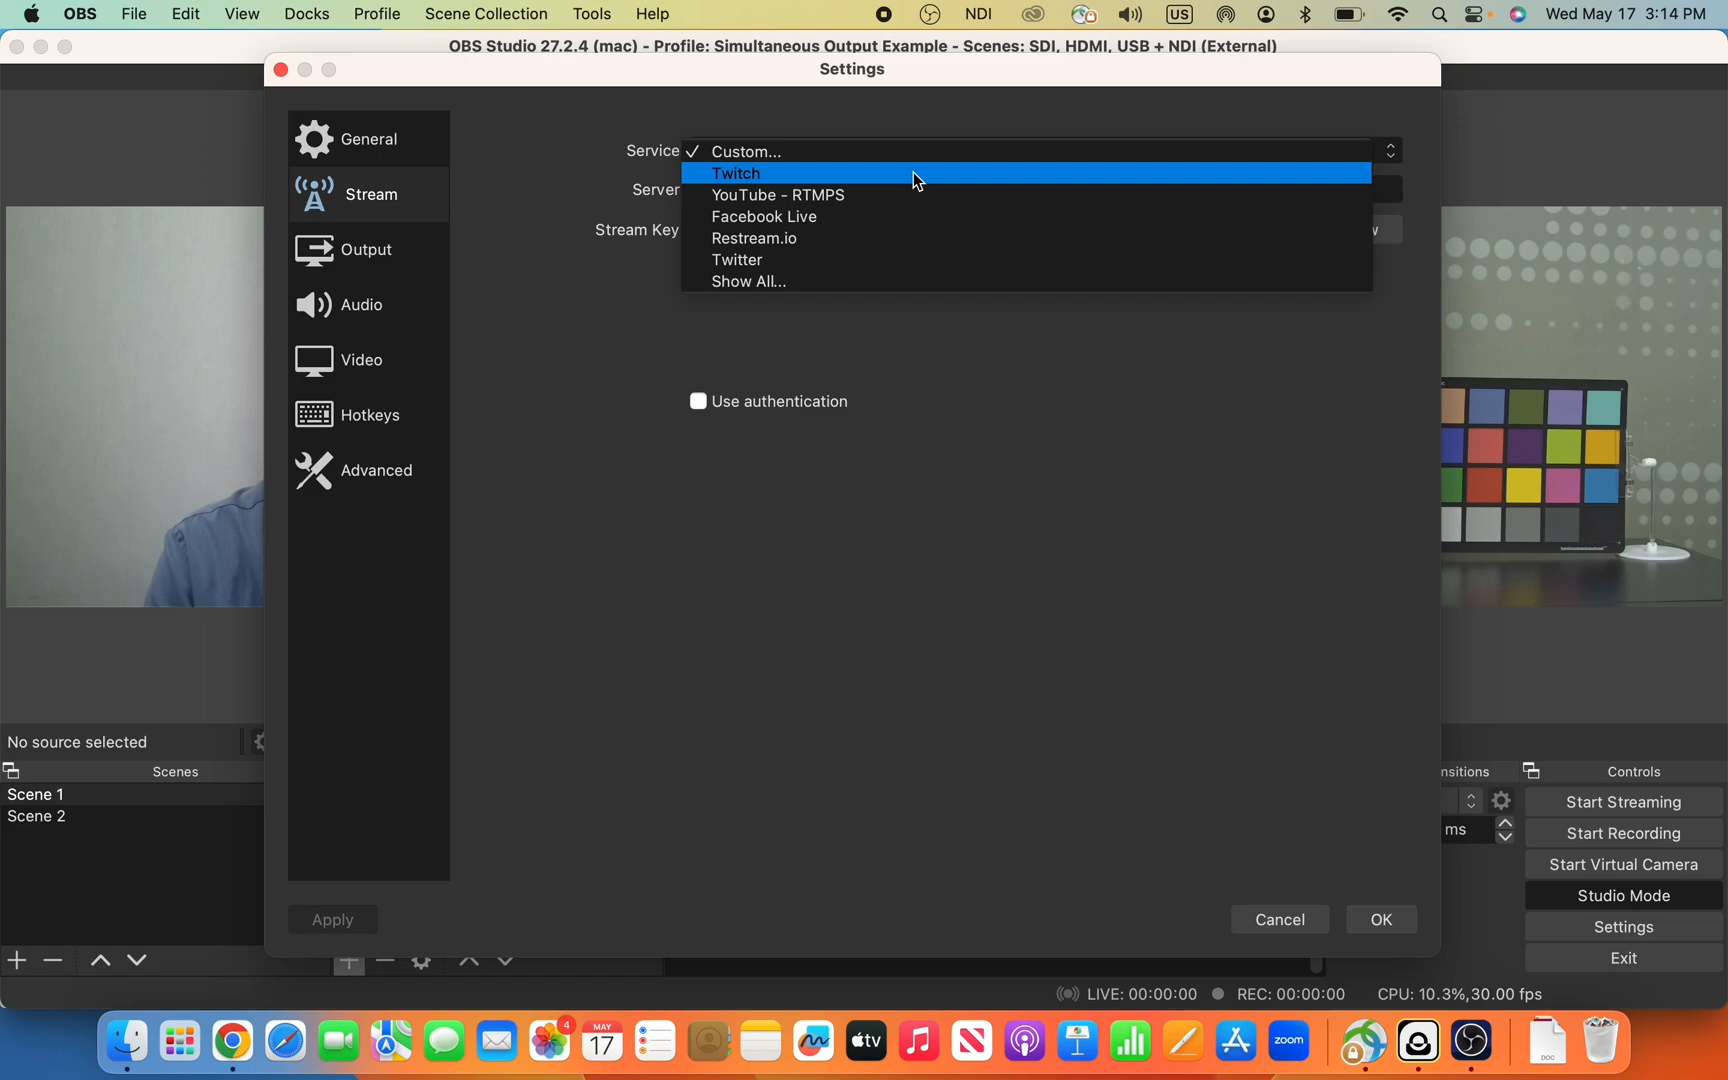 OBS File Edit View Docks Profile Scene Collection Tools Help NDI US Wed May 17 3:14 PM
OBS Studio 27.2.4 (mac) - Profile: Simultaneous Output Example - Scenes: SDI, HDMI, USB + NDI (External)
Settings
General
Stream
Output
Audio
Video
Hotkeys
Advanced
Service ✓ Custom...
Twitch
Server
YouTube - RTMPS
Facebook Live
Stream Key
Restream.io
Twitter
Show All...
w
Use authentication
Apply
Cancel
OK
No source selected
Scenes
Scene 1
Scene 2
nsitions
ms
Controls
Start Streaming
Start Recording
Start Virtual Camera
Studio Mode
Settings
Exit
LIVE: 00:00:00 REC: 00:00:00 CPU: 10.3%,30.00 fps
4
MAY
17
tv
zoom
DOC